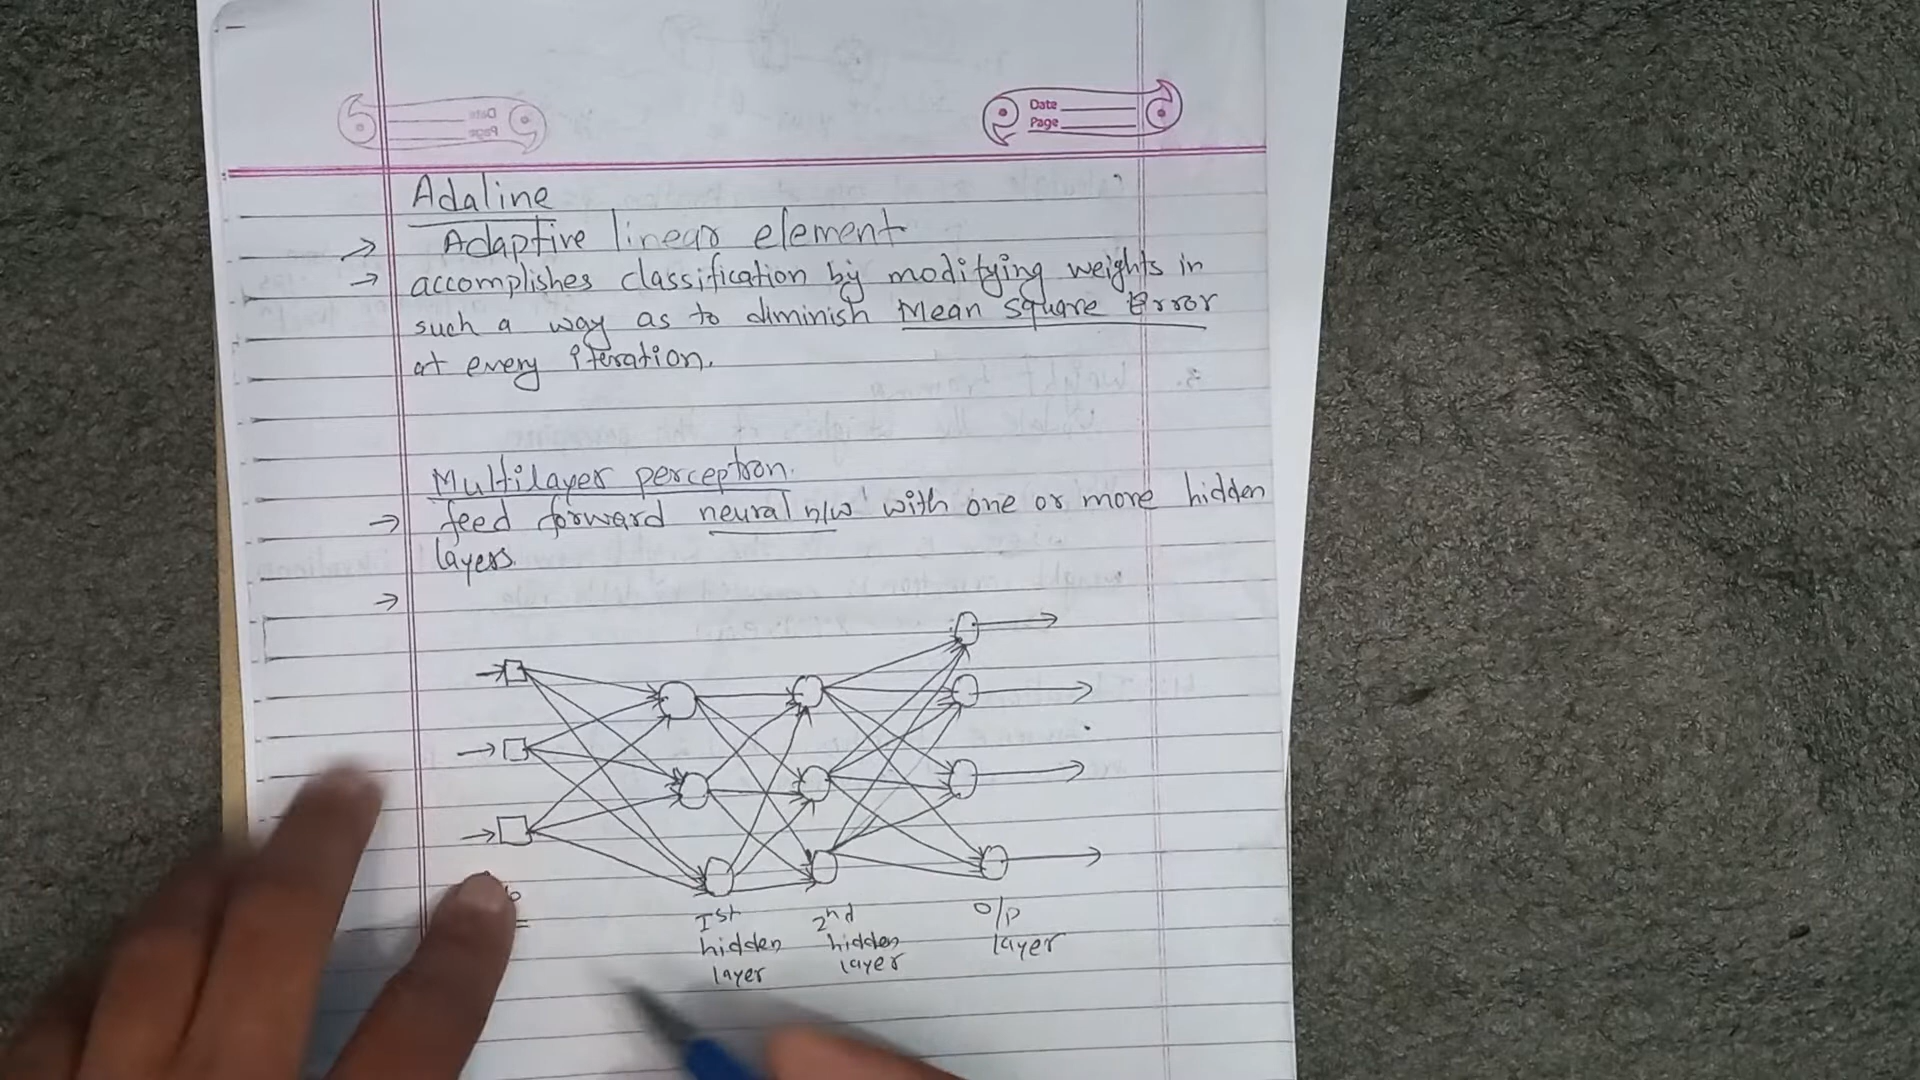 Date
Page
Adaline
→ Adaptive linear element
→ accomplishes classification by modifying weights in
such a way as to diminish Mean Square Error
at every iteration.
Multilayer perceptron.
→ feed forward neural n/w with one or more hidden
layers.
→
Ist hidden layer
2nd hidden layer
O/P layer